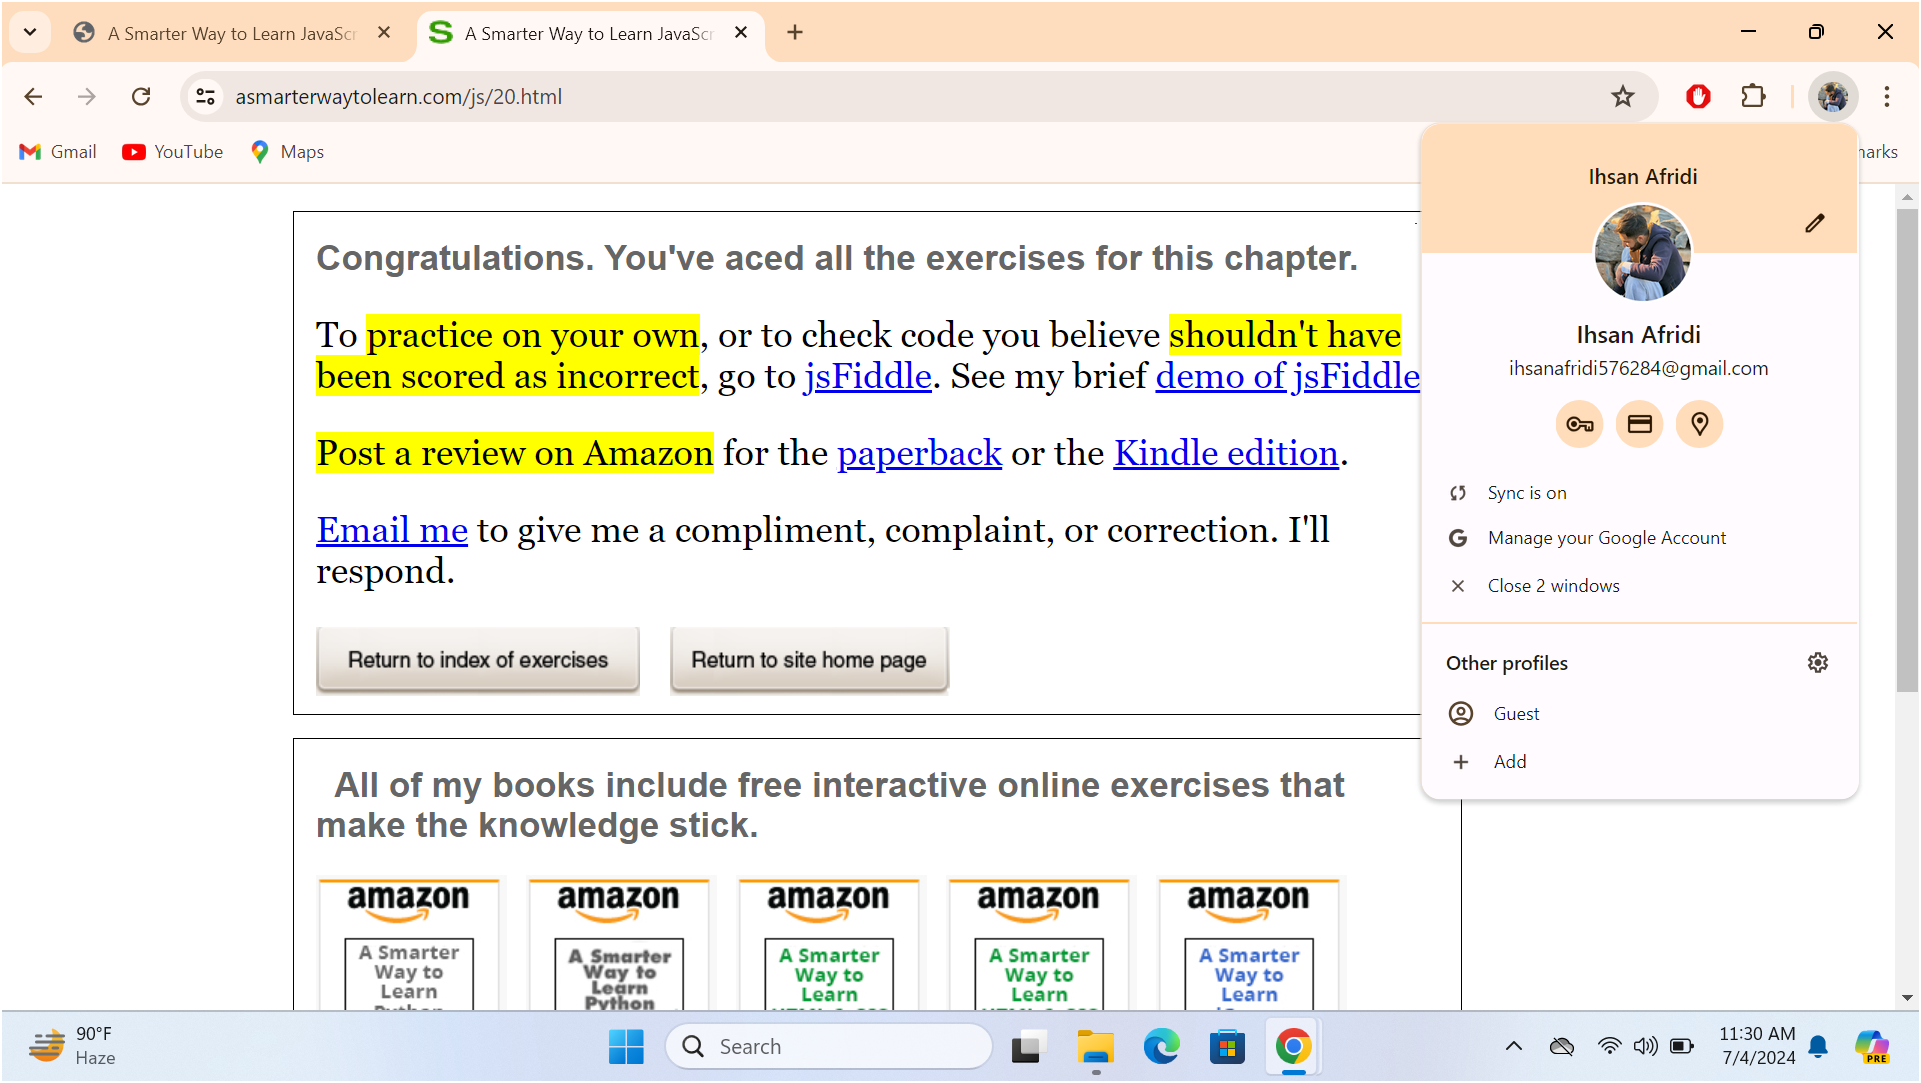 A Smarter Way to Learn JavaScr
A Smarter Way to Learn JavaScr
asmarterwaytolearn.com/js/20.html
Gmail
YouTube
Maps
Ihsan Afridi
Ihsan Afridi
ihsanafridi576284@gmail.com
Sync is on
Manage your Google Account
Close 2 windows
Other profiles
Guest
Add
Congratulations. You've aced all the exercises for this chapter.
To practice on your own, or to check code you believe shouldn't have
been scored as incorrect, go to jsFiddle. See my brief demo of jsFiddle
Post a review on Amazon for the paperback or the Kindle edition.
Email me to give me a compliment, complaint, or correction. I'll
respond.
Return to index of exercises
Return to site home page
All of my books include free interactive online exercises that
make the knowledge stick.
amazon
A Smarter
Way to
Learn
Python
amazon
A Smarter
Way to
Learn
Python
amazon
A Smarter
Way to
Learn
amazon
A Smarter
Way to
Learn
amazon
A Smarter
Way to
Learn
90°F
Haze
Search
11:30 AM
7/4/2024
PRE